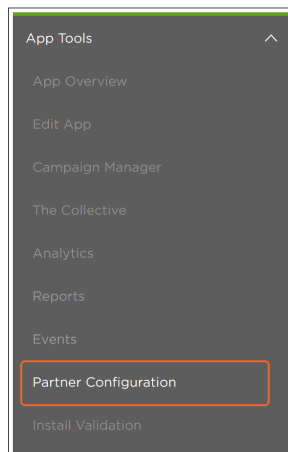 App Tools
App Overview
Edit App
Campaign Manager
The Collective
Analytics
Reports
Events
Partner Configuration
Install Validation